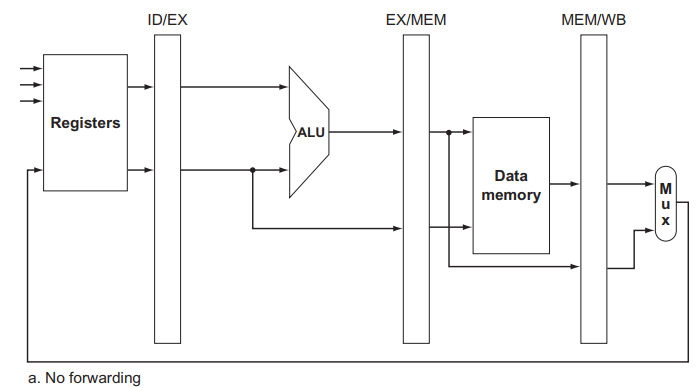 ID/EX
EX/MEM
MEM/WB
Registers
ALU
Data
memory
M
u
x
a. No forwarding